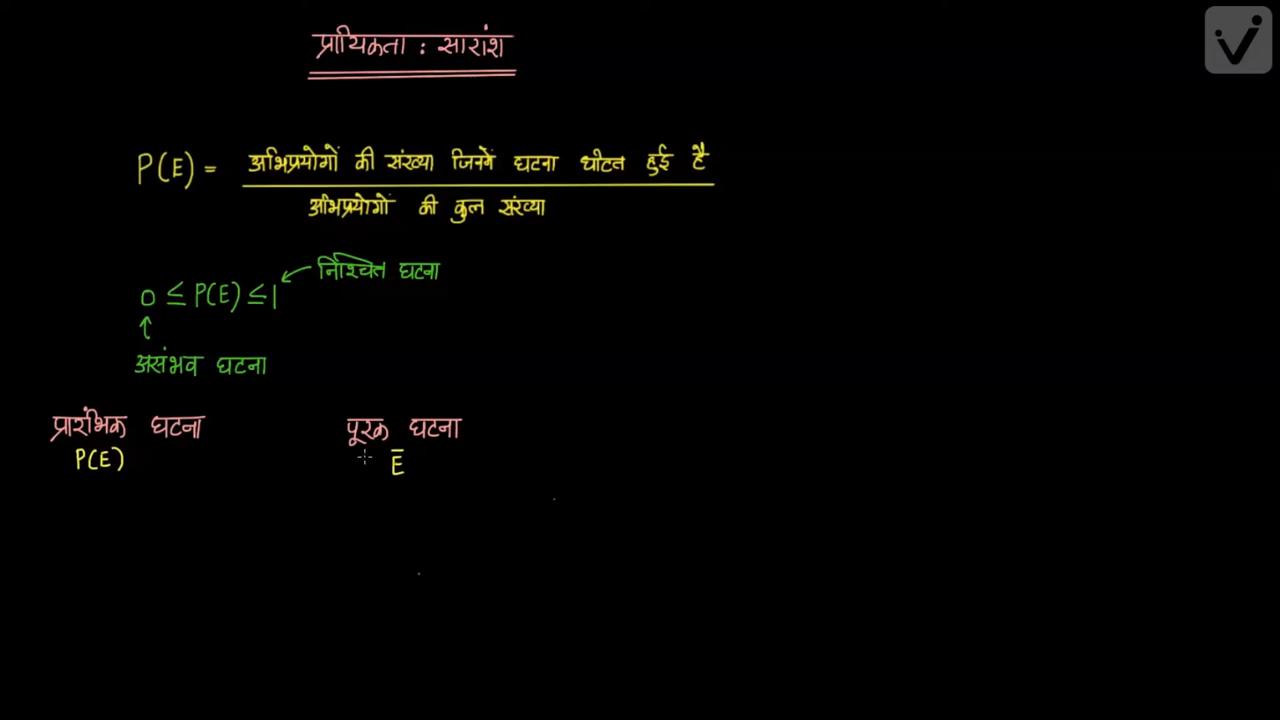 प्रायिकता : सारांश
P(E) = अभिप्रयोगों की संख्या जिनमें घटना घटित हुई है
अभिप्रयोगों की कुल संख्या
निश्चित घटना
0 ≤ P(E) ≤ 1
असंभव घटना
प्रारंभिक घटना पूरक घटना
P(E) E̅